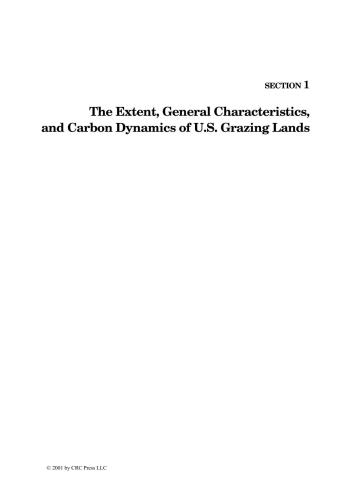 SECTION 1
The Extent, General Characteristics,
and Carbon Dynamics of U.S. Grazing Lands
© 2001 by CRC Press LLC